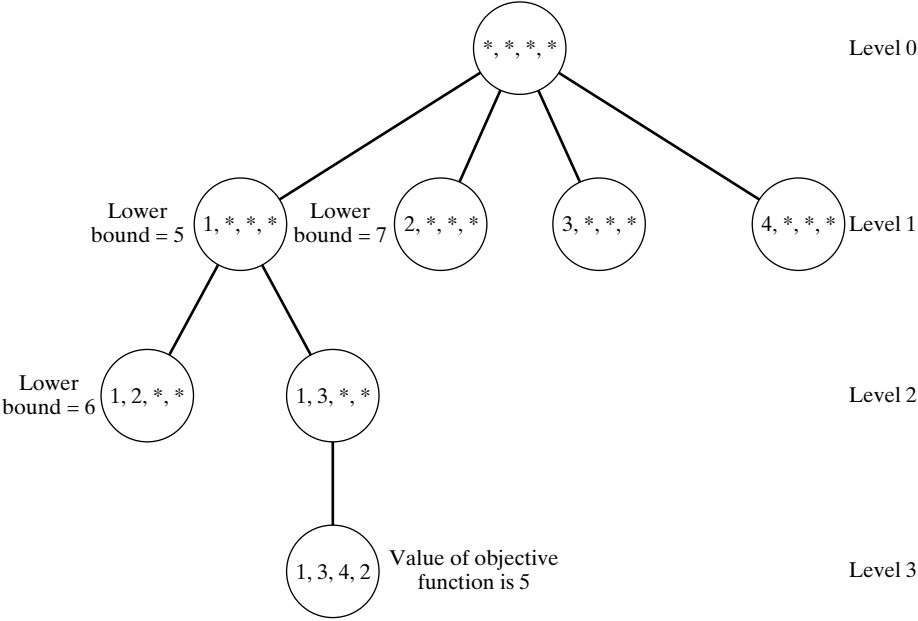 *, *, *, *
Level 0
Lower
bound = 5
1, *, *, *
Lower
bound = 7
2, *, *, *
3, *, *, *
4, *, *, *
Level 1
Lower
bound = 6
1, 2, *, *
1, 3, *, *
Level 2
1, 3, 4, 2
Value of objective
function is 5
Level 3